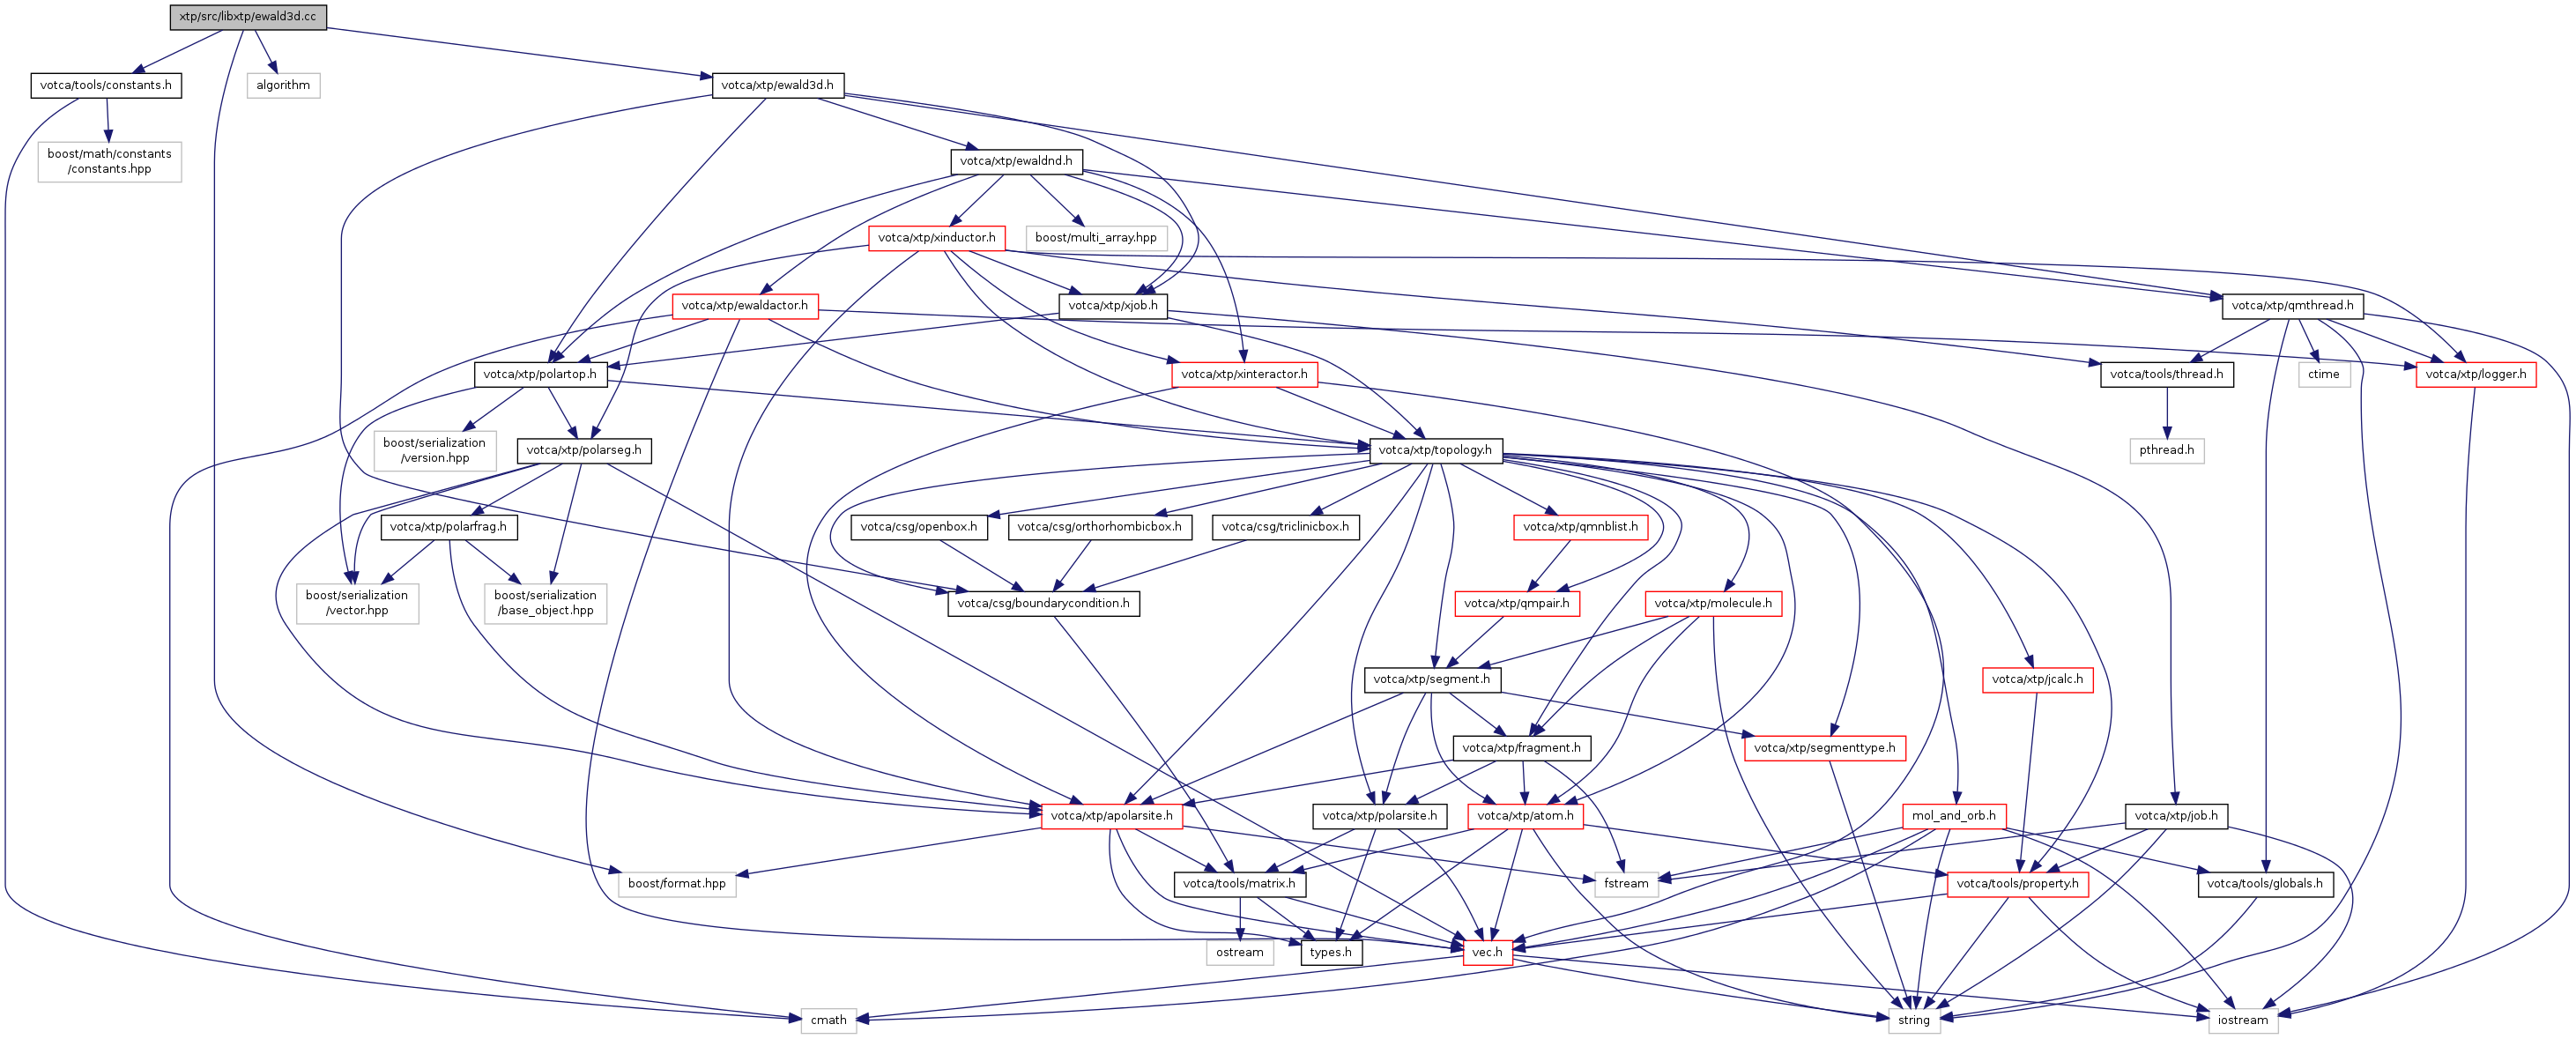 xtp/src/libxtp/ewald3d.cc
votca/tools/constants.h
algorithm
votca/xtp/ewald3d.h
boost/math/constants
/constants.hpp
votca/xtp/ewaldnd.h
votca/xtp/xinductor.h
boost/multi_array.hpp
votca/xtp/ewaldactor.h
votca/xtp/xjob.h
votca/xtp/qmthread.h
votca/xtp/polartop.h
votca/xtp/xinteractor.h
votca/tools/thread.h
ctime
votca/xtp/logger.h
boost/serialization
/version.hpp
votca/xtp/polarseg.h
votca/xtp/topology.h
pthread.h
votca/xtp/polarfrag.h
votca/csg/openbox.h
votca/csg/orthorhombicbox.h
votca/csg/triclinicbox.h
votca/xtp/qmnblist.h
boost/serialization
/vector.hpp
boost/serialization
/base_object.hpp
votca/csg/boundarycondition.h
votca/xtp/qmpair.h
votca/xtp/molecule.h
votca/xtp/segment.h
votca/xtp/jcalc.h
votca/xtp/fragment.h
votca/xtp/segmenttype.h
votca/xtp/apolarsite.h
votca/xtp/polarsite.h
votca/xtp/atom.h
mol_and_orb.h
votca/xtp/job.h
boost/format.hpp
votca/tools/matrix.h
fstream
votca/tools/property.h
votca/tools/globals.h
ostream
types.h
vec.h
cmath
string
iostream